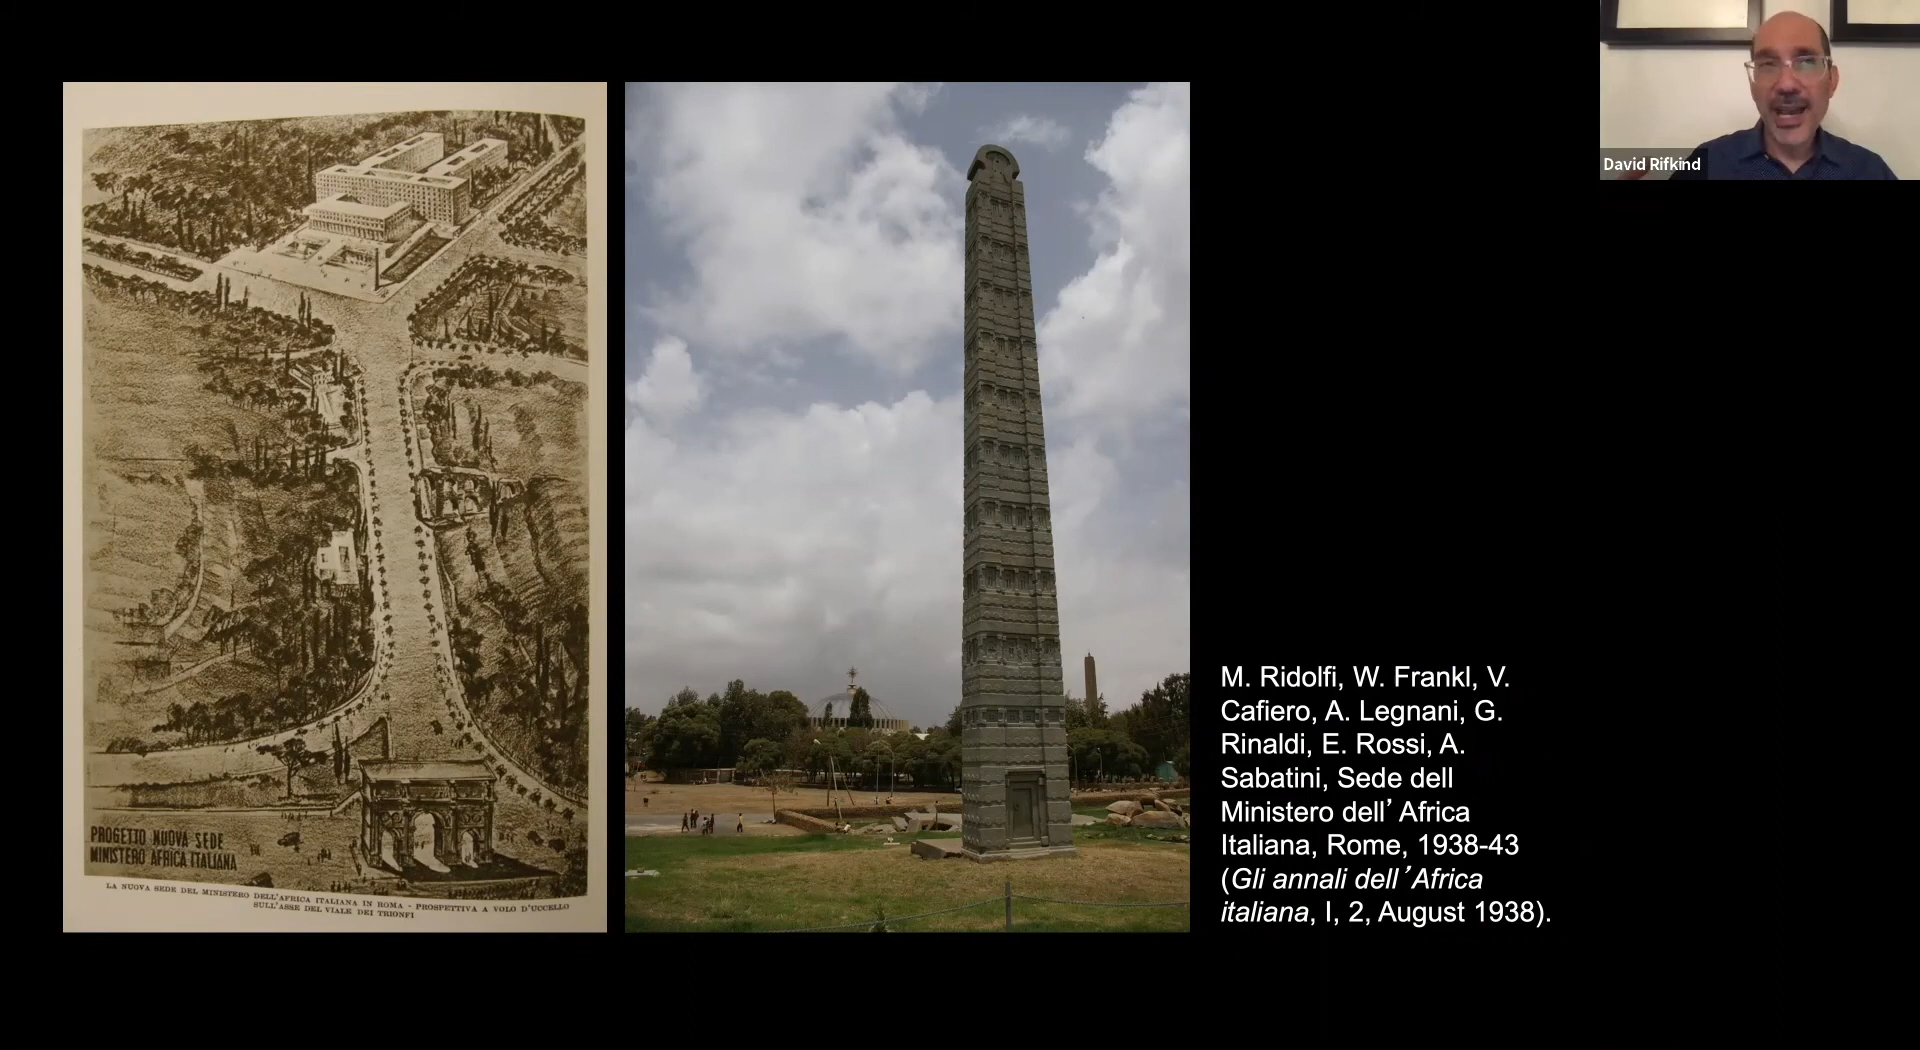 David Rifkind
PROGETTO NUOVA SEDE
MINISTERO AFRICA ITALIANA
LA NUOVA SEDE DEL MINISTERO DELL'AFRICA ITALIANA IN ROMA - PROSPETTIVA A VOLO D'UCCELLO
SULL'ASSE DEL VIALE DEI TRIONFI
M. Ridolfi, W. Frankl, V.
Cafiero, A. Legnani, G.
Rinaldi, E. Rossi, A.
Sabatini, Sede dell
Ministero dell’Africa
Italiana, Rome, 1938-43
(Gli annali dell’Africa
italiana, I, 2, August 1938).